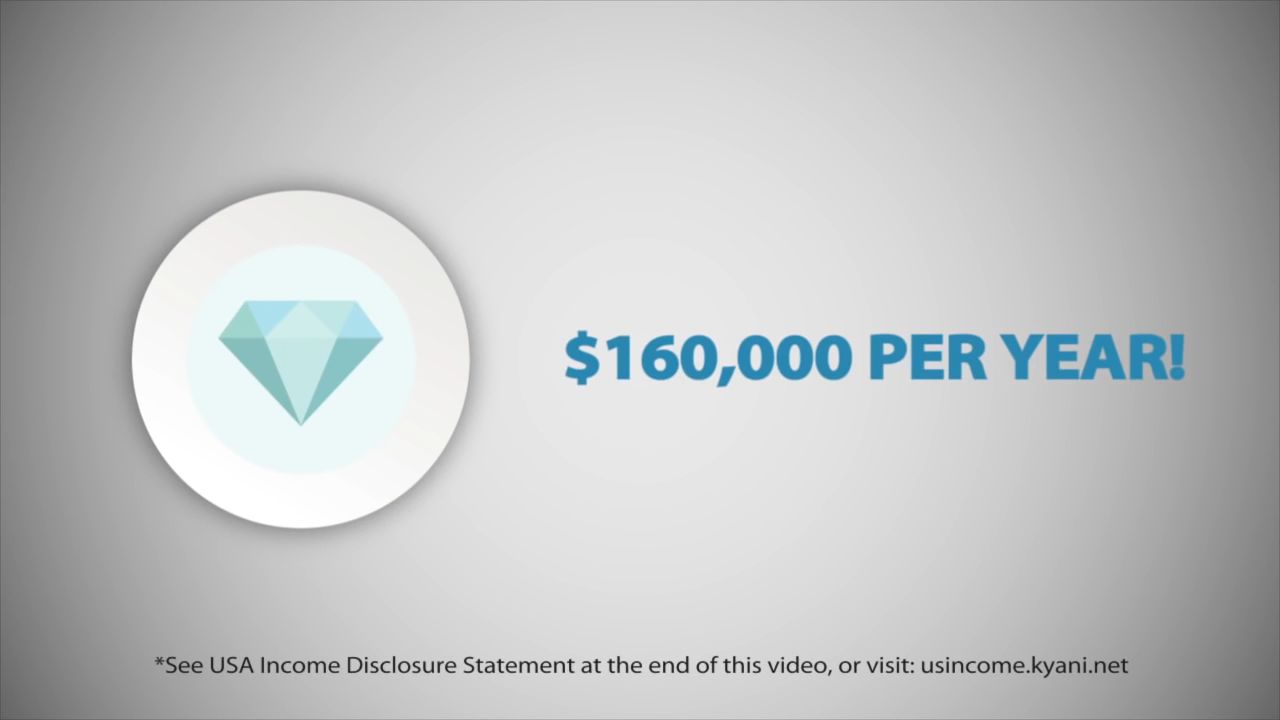 $160,000 PER YEAR!
*See USA Income Disclosure Statement at the end of this video, or visit: usincome.kyani.net